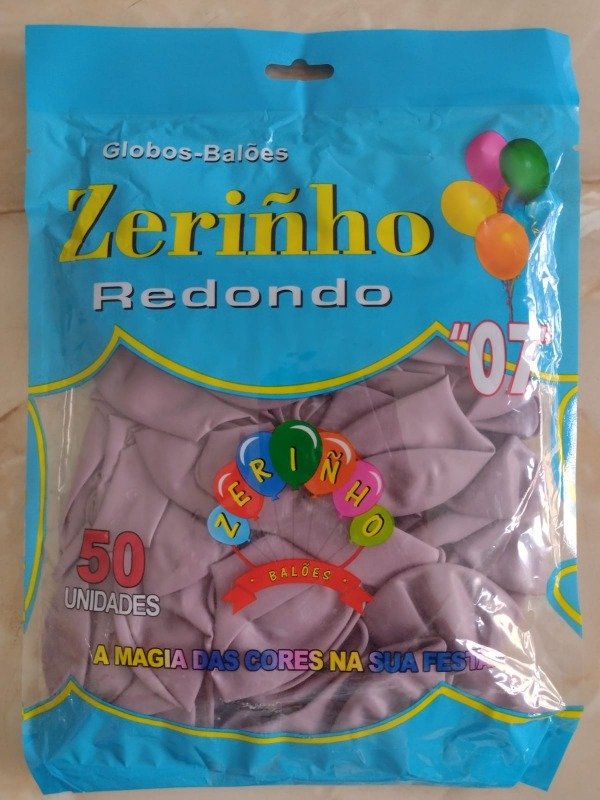 Globos-Balões
Zeriñho
Redondo
"07"
ZERIÑHO
BALÕES
50
UNIDADES
A MAGIA DAS CORES NA SUA FESTA